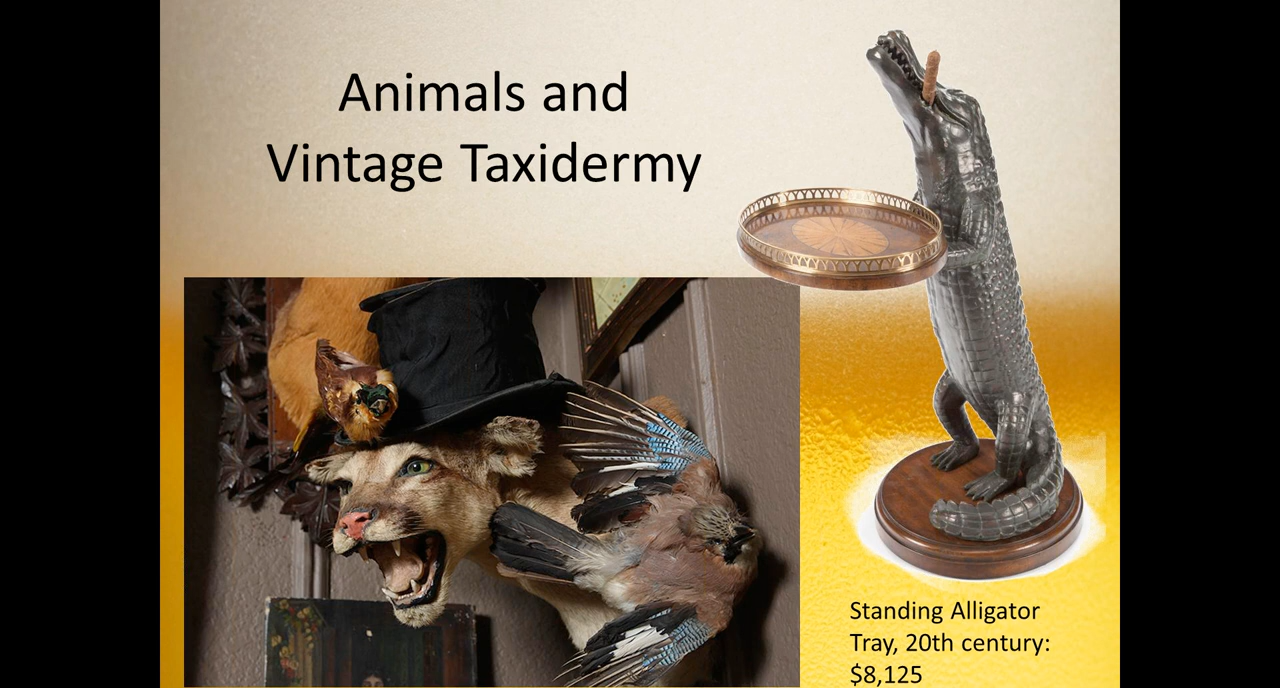 Animals and
Vintage Taxidermy
Standing Alligator
Tray, 20th century:
$8,125